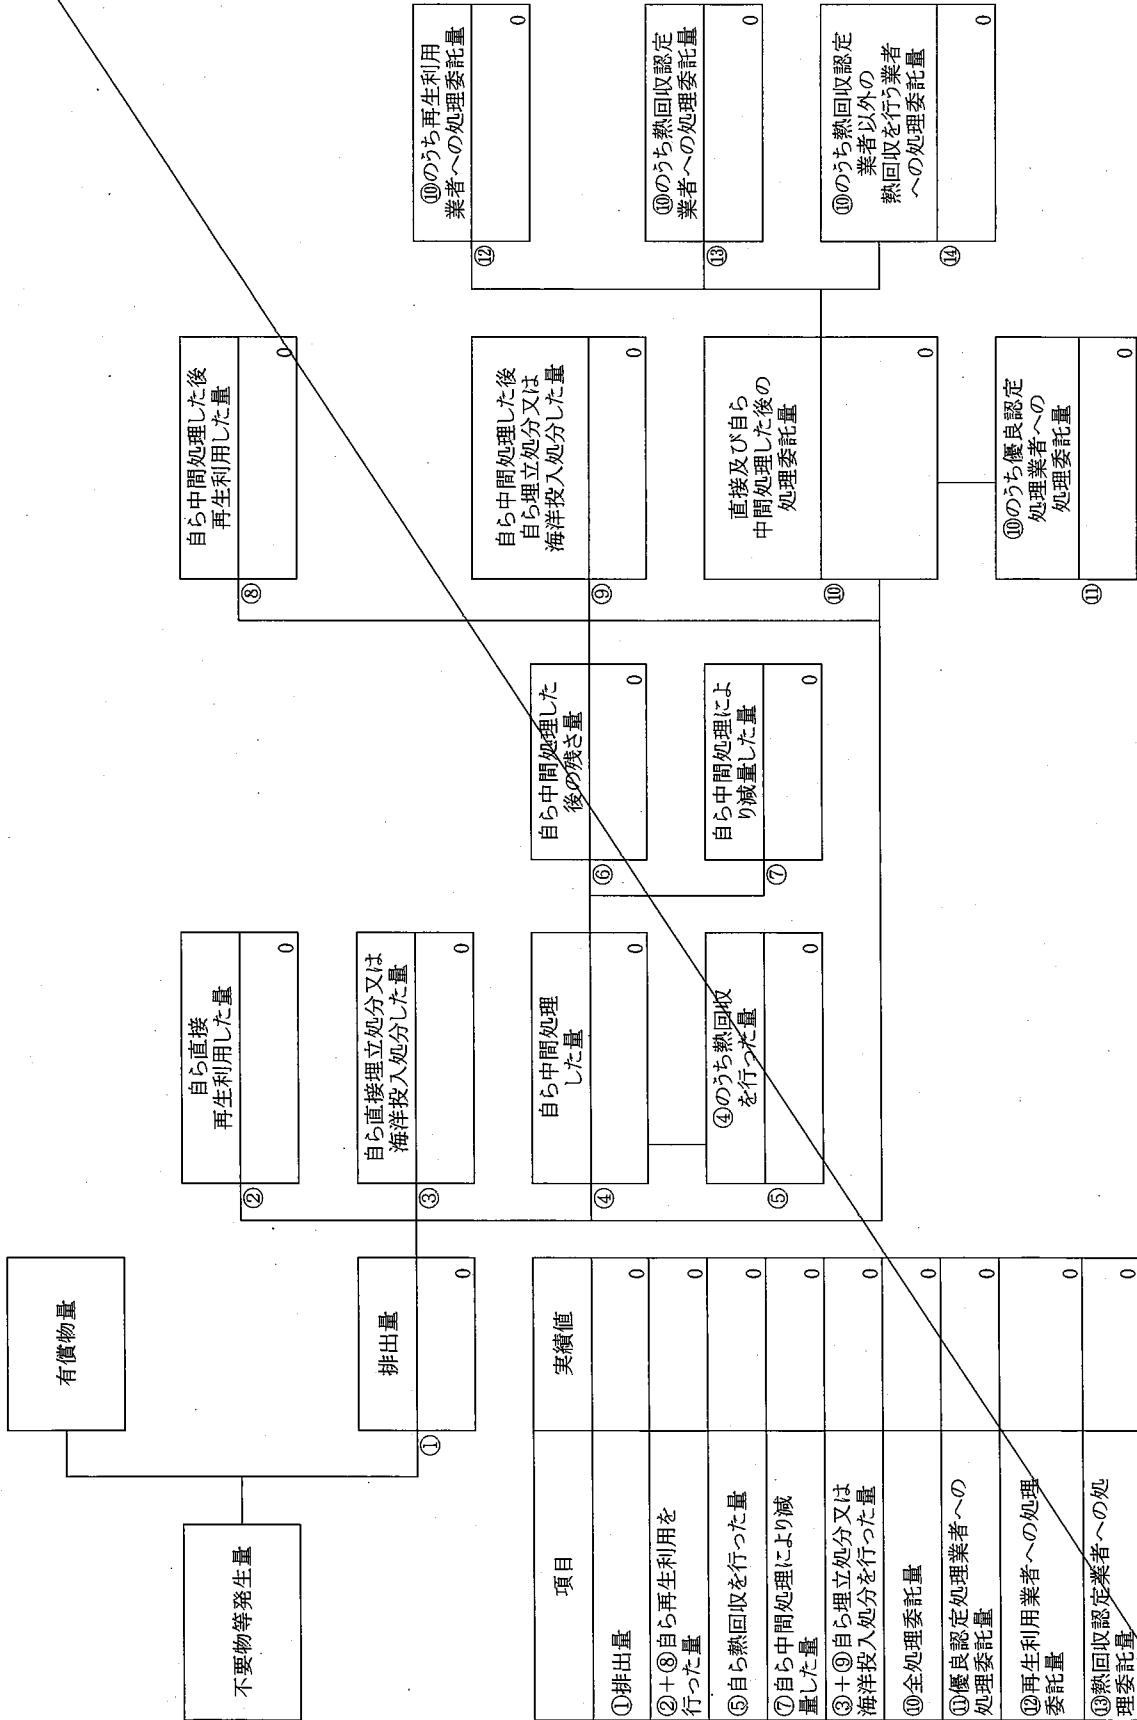 不要物等発生量
有償物量
①
排出量
0
②
自ら直接
再生利用した量
0
③
自ら直接埋立処分又は
海洋投入処分した量
0
④
自ら中間処理
した量
0
⑤
④のうち熱回収
を行った量
0
⑥
自ら中間処理した
後の残さ量
0
⑦
自ら中間処理によ
り減量した量
0
⑧
自ら中間処理した後
再生利用した量
0
⑨
自ら中間処理した後
自ら埋立処分又は
海洋投入処分した量
0
⑩
直接及び自ら
中間処理した後の
処理委託量
0
⑪
⑩のうち優良認定
処理業者への
処理委託量
0
⑫
⑩のうち再生利用
業者への処理委託量
0
⑬
⑩のうち熱回収認定
業者への処理委託量
0
⑭
⑩のうち熱回収認定
業者以外の
熱回収を行う業者
への処理委託量
0
項目 実績値
①排出量 0
②+⑧自ら再生利用を
行った量 0
⑤自ら熱回収を行った量 0
⑦自ら中間処理により減
量した量 0
③+⑨自ら埋立処分又は
海洋投入処分を行った量 0
⑩全処理委託量 0
⑪優良認定処理業者への
処理委託量 0
⑫再生利用業者への処理
委託量 0
⑬熱回収認定業者への処
理委託量 0